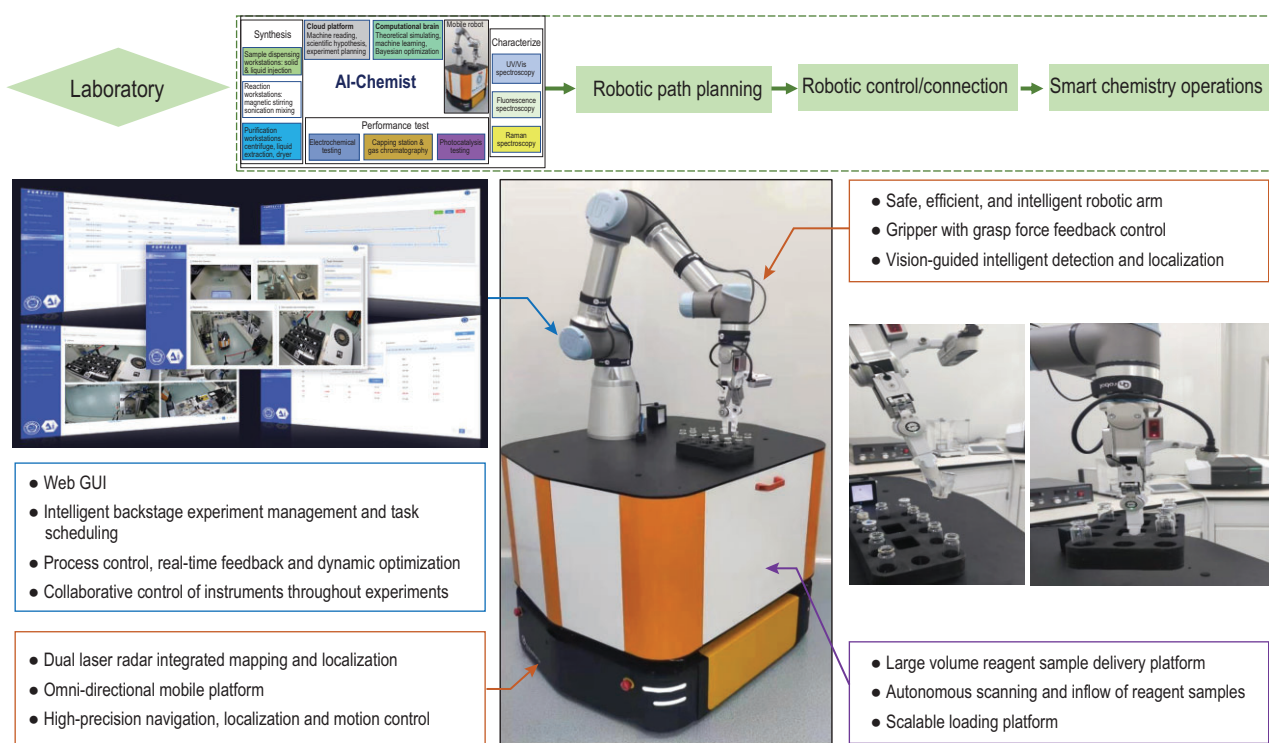 Laboratory
Synthesis
Sample dispensing
workstations: solid
& liquid injection
Reaction
workstations:
magnetic stirring
sonication mixing
Purification
workstations:
centrifuge, liquid
extraction, dryer
Cloud platform
Machine reading,
scientific hypothesis,
experiment planning
Computational brain
Theoretical simulating,
machine learning,
Bayesian optimization
Mobile robot
AI-Chemist
Performance test
Electrochemical
testing
Capping station &
gas chromatography
Photocatalysis
testing
Characterize
UV/Vis
spectroscopy
Fluorescence
spectroscopy
Raman
spectroscopy
Robotic path planning
Robotic control/connection
Smart chemistry operations
● Safe, efficient, and intelligent robotic arm
● Gripper with grasp force feedback control
● Vision-guided intelligent detection and localization
● Web GUI
● Intelligent backstage experiment management and task
scheduling
● Process control, real-time feedback and dynamic optimization
● Collaborative control of instruments throughout experiments
● Dual laser radar integrated mapping and localization
● Omni-directional mobile platform
● High-precision navigation, localization and motion control
● Large volume reagent sample delivery platform
● Autonomous scanning and inflow of reagent samples
● Scalable loading platform